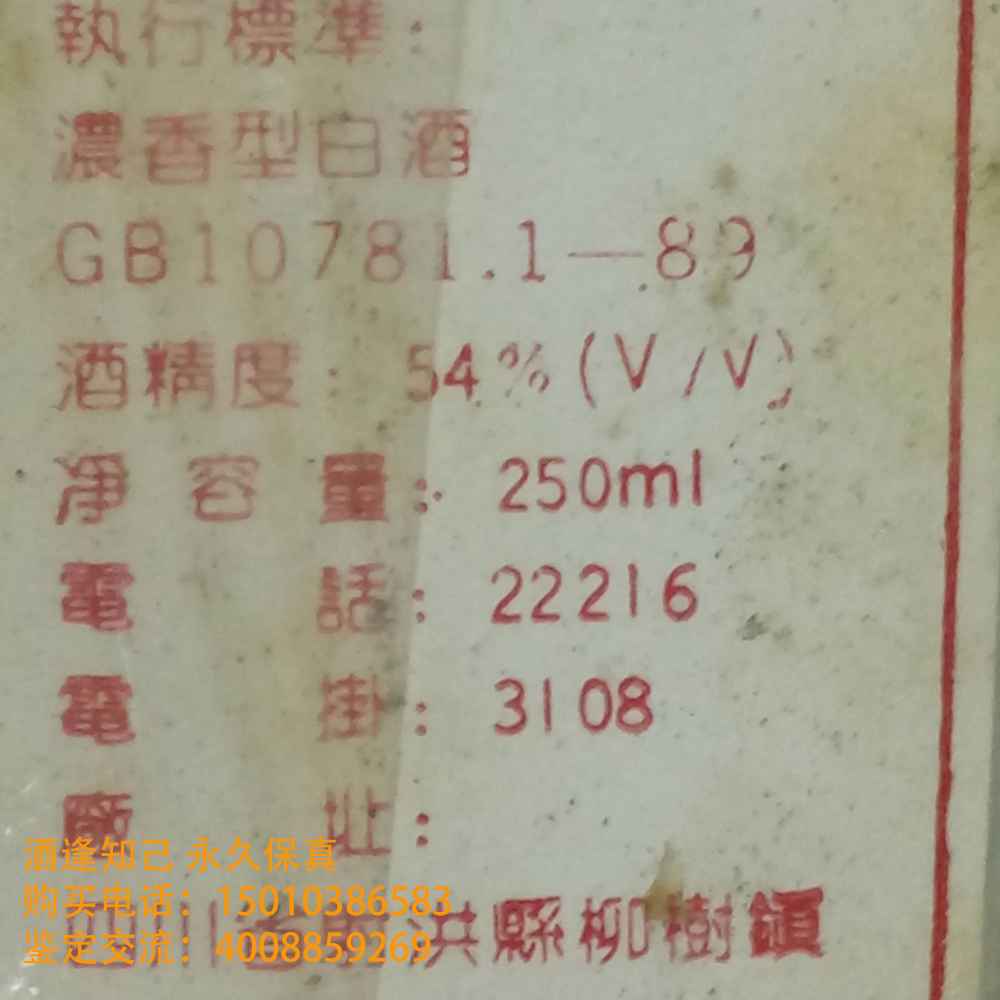 執行標準：
濃香型白酒
GB10781.1—89
酒精度：54%(V/V)
净容量：250ml
電話：22216
電掛：3108
廠址：
酒逢知己 永久保真
购买电话：15010386583
洪縣柳樹鎮
鉴定交流：4008859269